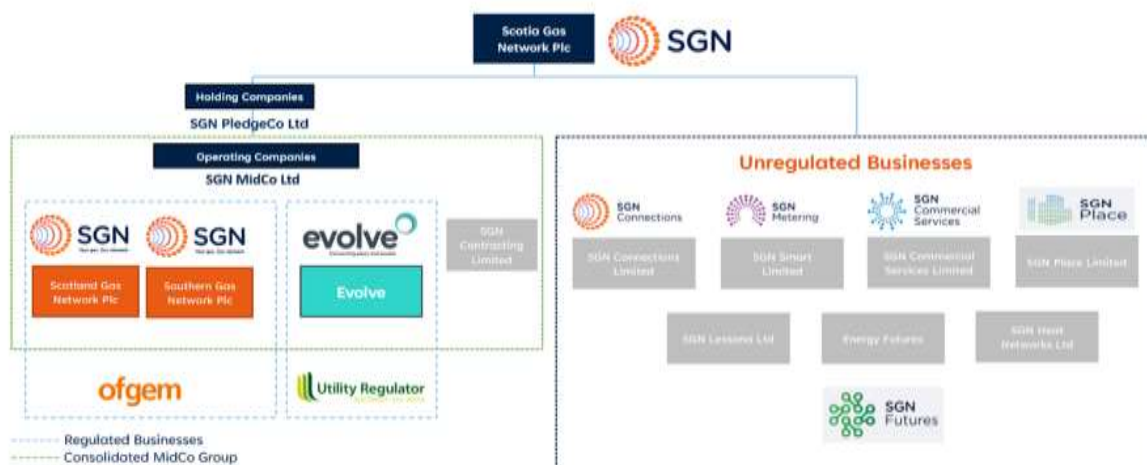 Scotia Gas
Network Plc
SGN
Holding Companies
SGN PledgeCo Ltd
Operating Companies
SGN MidCo Ltd
SGN
SGN
evolve
SGN
Contrasting
Limited
Scotland Gas
Network Plc
Southern Gas
Network Plc
Evolve
ofgem
Utility Regulator
Regulated Businesses
Consolidated MidCo Group
Unregulated Businesses
SGN
Connections
SGN
Metering
SGN
Commercial
Services
SGN
Place
SGN Connections
Limited
SGN Smart
Limited
SGN Commercial
Services Limited
SGN Place Limited
SGN Lessona Ltd
Energy Futures
SGN Heat
Networks Ltd
SGN
Futures